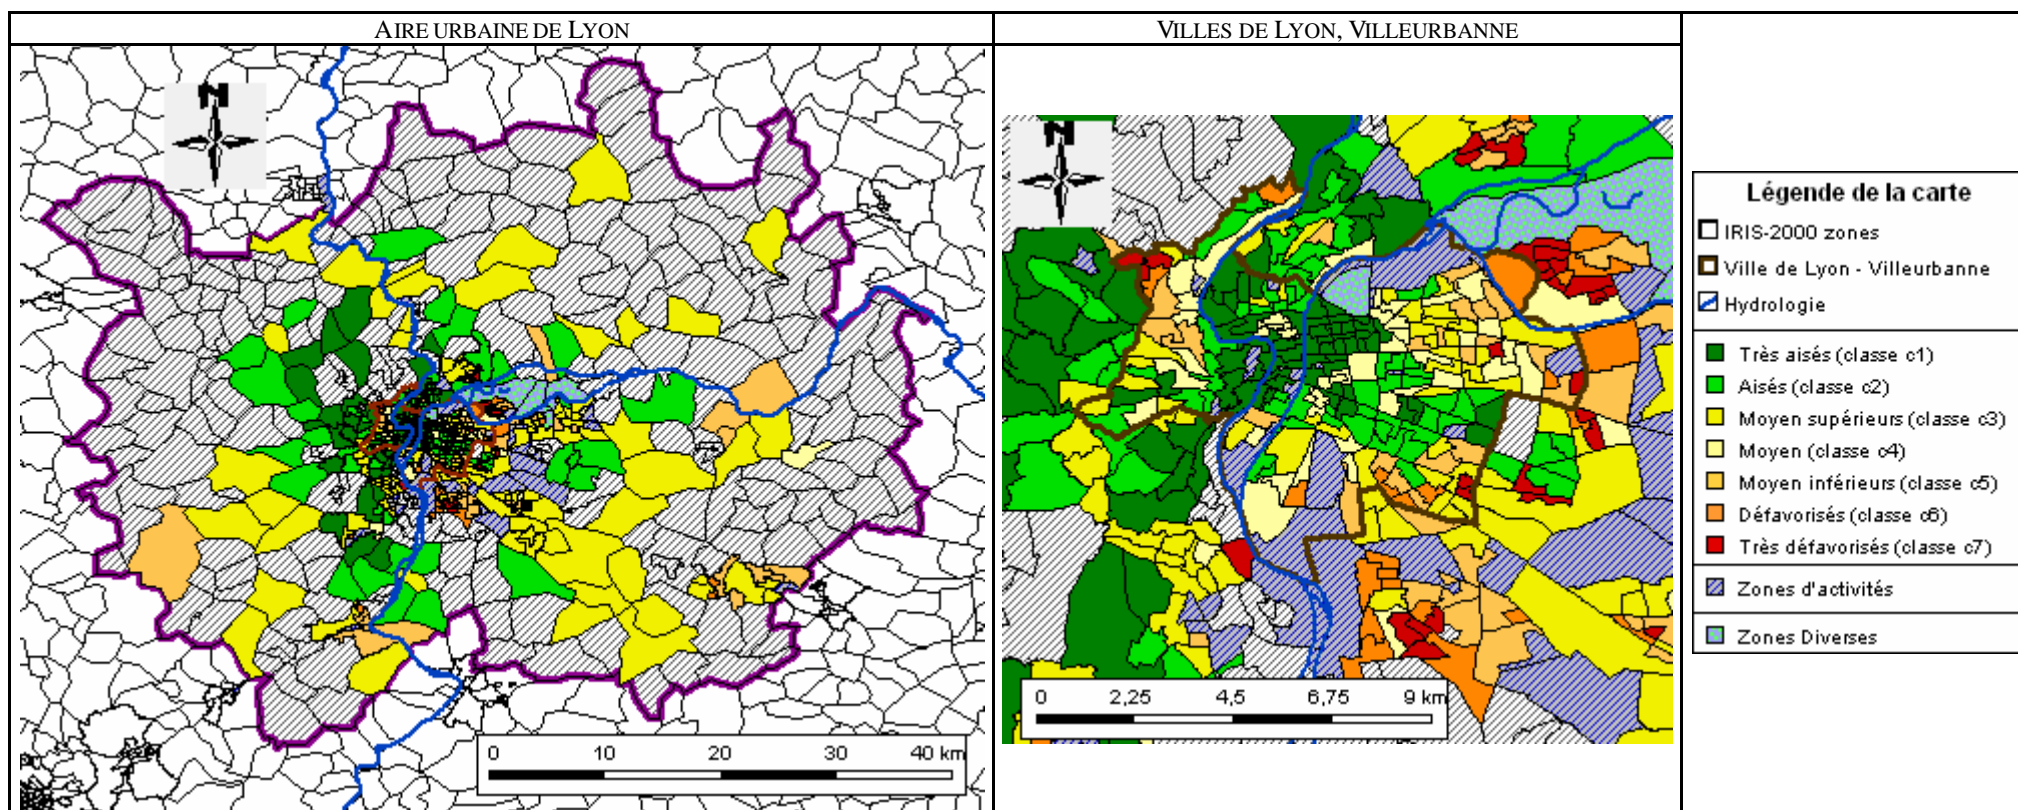 AIRE URBAINE DE LYON
VILLES DE LYON, VILLEURBANNE
N
0 10 20 30 40 km
N
0 2,25 4,5 6,75 9 km
Légende de la carte
IRIS-2000 zones
Ville de Lyon - Villeurbanne
Hydrologie
Très aisés (classe c1)
Aisés (classe c2)
Moyen supérieurs (classe c3)
Moyen (classe c4)
Moyen inférieurs (classe c5)
Défavorisés (classe c6)
Très défavorisés (classe c7)
Zones d'activités
Zones Diverses